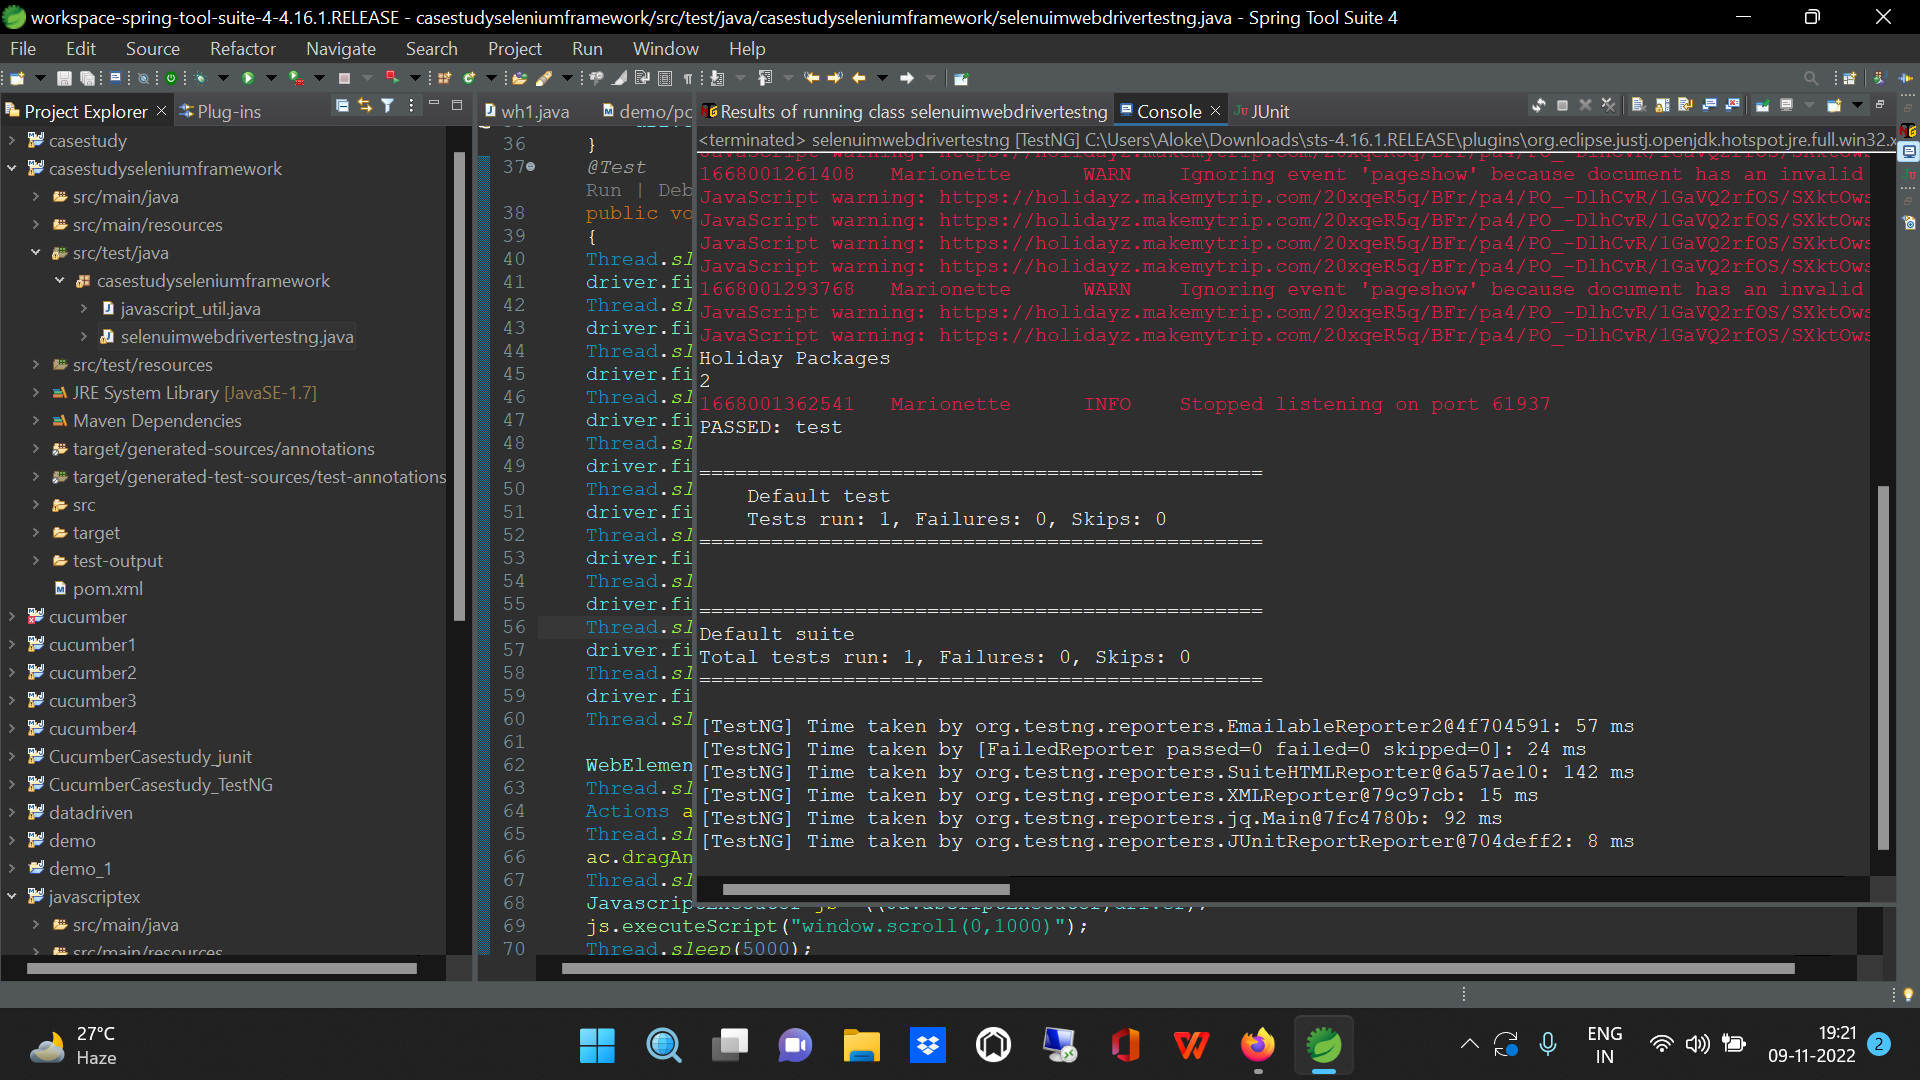 workspace-spring-tool-suite-4-4.16.1.RELEASE - casestudyseleniumframework/src/test/java/casestudyseleniumframework/selenuimwebdrivertestng.java - Spring Tool Suite 4
File Edit Source Refactor Navigate Search Project Run Window Help
Project Explorer
Plug-ins
wh1.java
demo/po
Results of running class selenuimwebdrivertestng
Console
JUnit
<terminated> selenuimwebdrivertestng [TestNG] C:\Users\Aloke\Downloads\sts-4.16.1.RELEASE\plugins\org.eclipse.justj.openjdk.hotspot.jre.full.win32.x
casestudy
casestudyseleniumframework
src/main/java
src/main/resources
src/test/java
casestudyseleniumframework
javascript_util.java
selenuimwebdrivertestng.java
src/test/resources
JRE System Library [JavaSE-1.7]
Maven Dependencies
target/generated-sources/annotations
target/generated-test-sources/test-annotations
src
target
test-output
pom.xml
cucumber
cucumber1
cucumber2
cucumber3
cucumber4
CucumberCasestudy_junit
CucumberCasestudy_TestNG
datadriven
demo
demo_1
javascriptex
src/main/java
src/main/resources
36 }
37 @Test
Run | Deb
38 public vo
39 {
40 Thread.sl
41 driver.fi
42 Thread.sl
43 driver.fi
44 Thread.sl
45 driver.fi
46 Thread.sl
47 driver.fi
48 Thread.sl
49 driver.fi
50 Thread.sl
51 driver.fi
52 Thread.sl
53 driver.fi
54 Thread.sl
55 driver.fi
56 Thread.sl
57 driver.fi
58 Thread.sl
59 driver.fi
60 Thread.sl
61
62 WebElemen
63 Thread.sl
64 Actions a
65 Thread.sl
66 ac.dragAn
67 Thread.sl
68 JavascriptExecutor js = ((JavascriptExecutor)driver);
69 js.executeScript("window.scroll(0,1000)");
70 Thread.sleep(5000);
JavaScript warning: https://holidayz.makemytrip.com/20xqeR5q/BFr/pa4/PO_-DlhCvR/1GaVQ2rfOS/SXktOws
1668001261408 Marionette WARN Ignoring event 'pageshow' because document has an invalid
JavaScript warning: https://holidayz.makemytrip.com/20xqeR5q/BFr/pa4/PO_-DlhCvR/1GaVQ2rfOS/SXktOws
JavaScript warning: https://holidayz.makemytrip.com/20xqeR5q/BFr/pa4/PO_-DlhCvR/1GaVQ2rfOS/SXktOws
JavaScript warning: https://holidayz.makemytrip.com/20xqeR5q/BFr/pa4/PO_-DlhCvR/1GaVQ2rfOS/SXktOws
JavaScript warning: https://holidayz.makemytrip.com/20xqeR5q/BFr/pa4/PO_-DlhCvR/1GaVQ2rfOS/SXktOws
1668001293768 Marionette WARN Ignoring event 'pageshow' because document has an invalid
JavaScript warning: https://holidayz.makemytrip.com/20xqeR5q/BFr/pa4/PO_-DlhCvR/1GaVQ2rfOS/SXktOws
JavaScript warning: https://holidayz.makemytrip.com/20xqeR5q/BFr/pa4/PO_-DlhCvR/1GaVQ2rfOS/SXktOws
Holiday Packages
2
1668001362541 Marionette INFO Stopped listening on port 61937
PASSED: test
===============================================
Default test
Tests run: 1, Failures: 0, Skips: 0
===============================================
===============================================
Default suite
Total tests run: 1, Failures: 0, Skips: 0
===============================================
[TestNG] Time taken by org.testng.reporters.EmailableReporter2@4f704591: 57 ms
[TestNG] Time taken by [FailedReporter passed=0 failed=0 skipped=0]: 24 ms
[TestNG] Time taken by org.testng.reporters.SuiteHTMLReporter@6a57ae10: 142 ms
[TestNG] Time taken by org.testng.reporters.XMLReporter@79c97cb: 15 ms
[TestNG] Time taken by org.testng.reporters.jq.Main@7fc4780b: 92 ms
[TestNG] Time taken by org.testng.reporters.JUnitReportReporter@704deff2: 8 ms
27°C
Haze
ENG
IN
19:21
09-11-2022
2